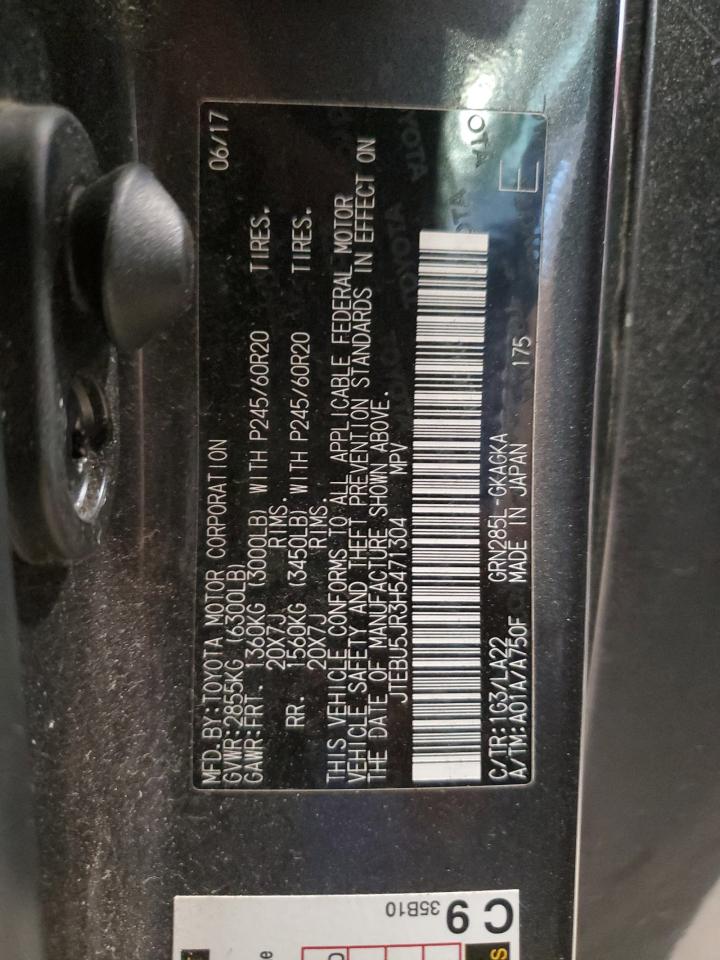 MFD.BY:TOYOTA MOTOR CORPORATION 06/17
GVWR:2855KG (6300LB)
GAWR:FRT. 1360KG (3000LB) WITH P245/60R20 TIRES.
20X7J RIMS.
RR. 1560KG (3450LB) WITH P245/60R20 TIRES.
20X7J RIMS.
THIS VEHICLE CONFORMS TO ALL APPLICABLE FEDERAL MOTOR
VEHICLE SAFETY AND THEFT PREVENTION STANDARDS IN EFFECT ON
THE DATE OF MANUFACTURE SHOWN ABOVE.
JTEBU5JR3H5471304 MPV
C/TR:1G3/LA22 GRN285L-GKAGKA
A/TM:A01A/A750F MADE IN JAPAN 175
E
C 9
35B10